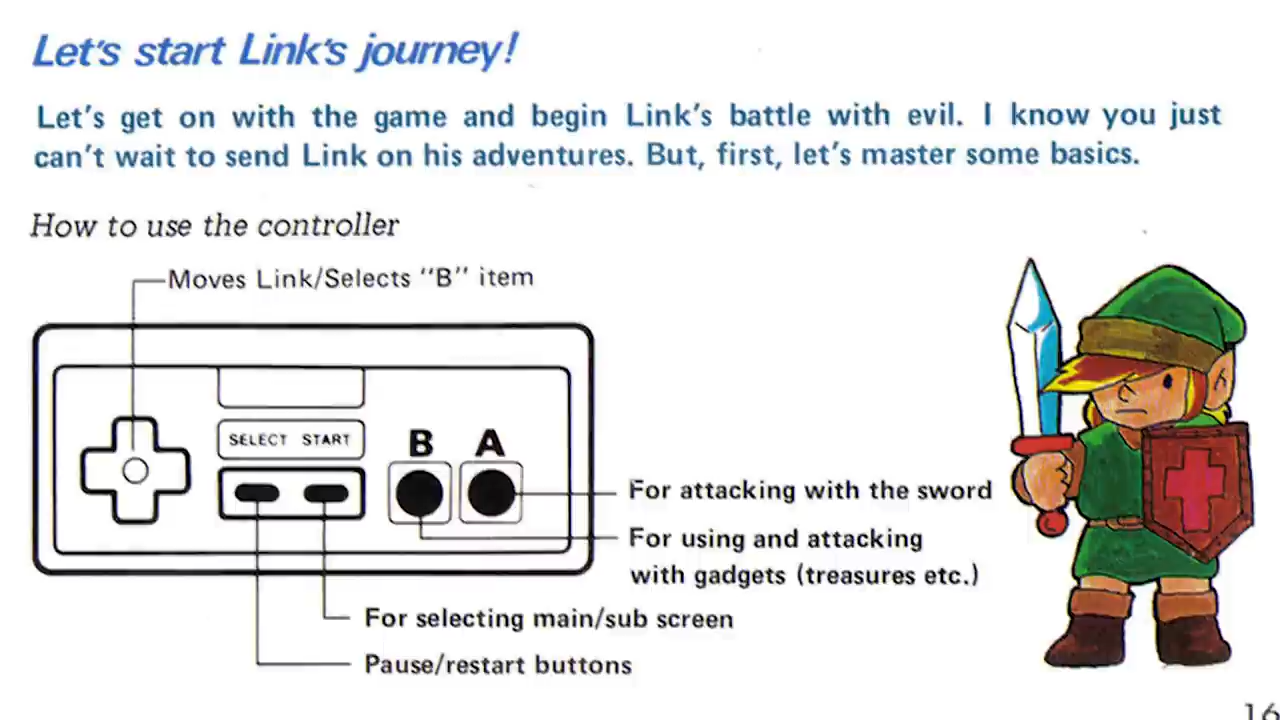 Let's start Link's journey!
Let's get on with the game and begin Link's battle with evil. I know you just
can't wait to send Link on his adventures. But, first, let's master some basics.
How to use the controller
Moves Link/Selects "B" item
SELECT START
B A
For attacking with the sword
For using and attacking
with gadgets (treasures etc.)
For selecting main/sub screen
Pause/restart buttons
16